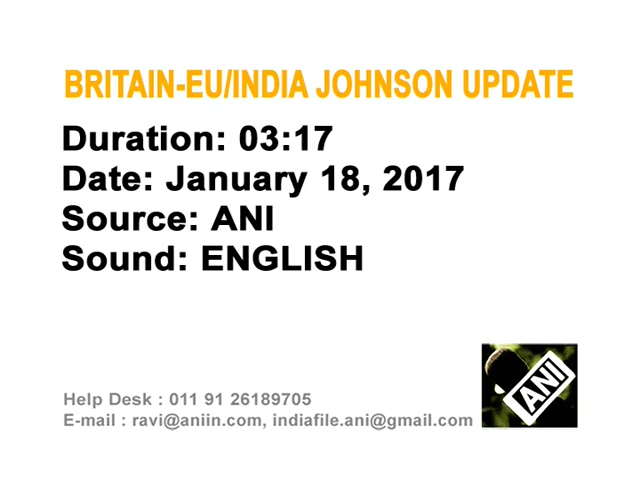 BRITAIN-EU/INDIA JOHNSON UPDATE
Duration: 03:17
Date: January 18, 2017
Source: ANI
Sound: ENGLISH
Help Desk : 011 91 26189705
E-mail : ravi@aniin.com, indiafile.ani@gmail.com
ANI